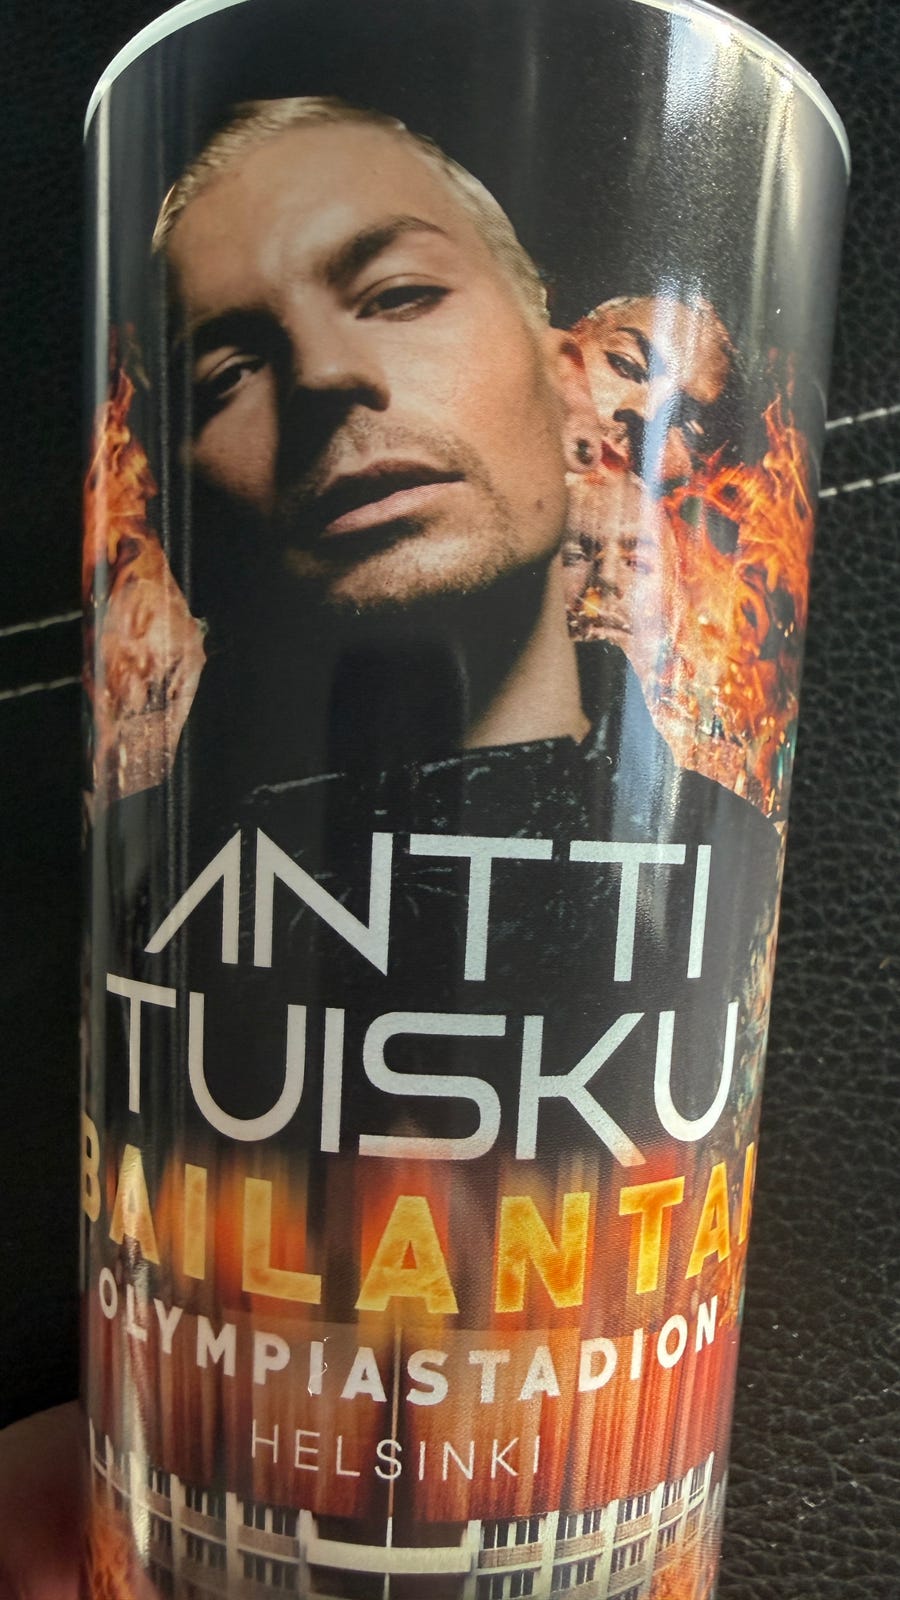 ANTTI
TUISKU
BAILANTAI
OLYMPIASTADION
HELSINKI